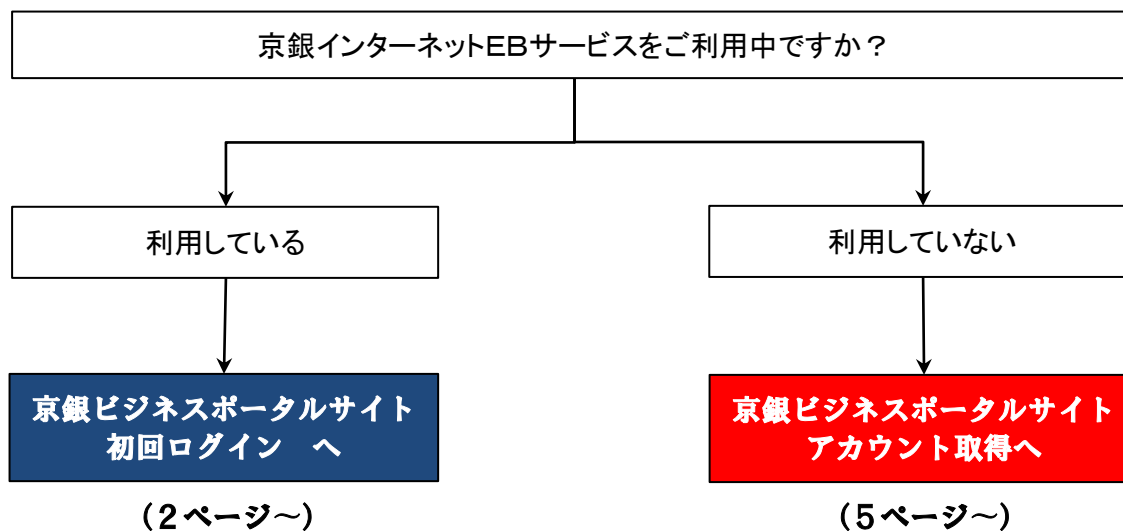 京銀インターネットEBサービスをご利用中ですか？
利用している
利用していない
京銀ビジネスポータルサイト
初回ログイン　へ
京銀ビジネスポータルサイト
アカウント取得へ
（２ページ～）
（５ページ～）